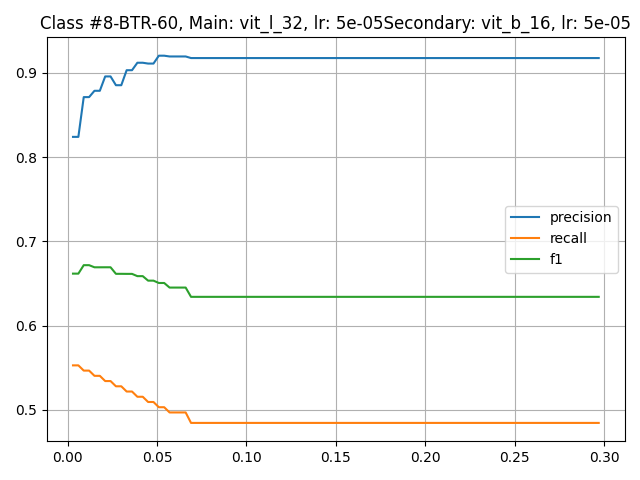 Class #8-BTR-60, Main: vit_l_32, lr: 5e-05Secondary: vit_b_16, lr: 5e-05
0.9
0.8
0.7
0.6
0.5
precision
recall
f1
0.00 0.05 0.10 0.15 0.20 0.25 0.30